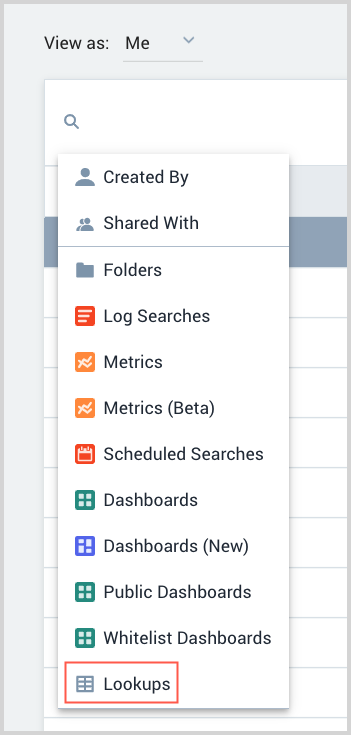 View as: Me
Created By
Shared With
Folders
Log Searches
Metrics
Metrics (Beta)
Scheduled Searches
Dashboards
Dashboards (New)
Public Dashboards
Whitelist Dashboards
Lookups